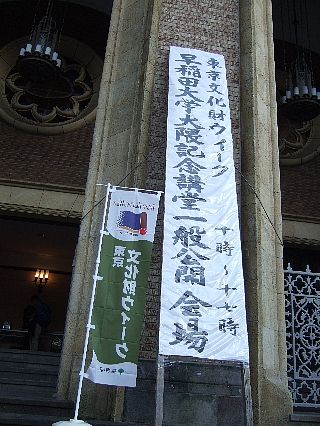 東京文化財ウイーク 十時～十七時
早稲田大学大隈記念講堂一般公開会場
文化財ウイーク
東京